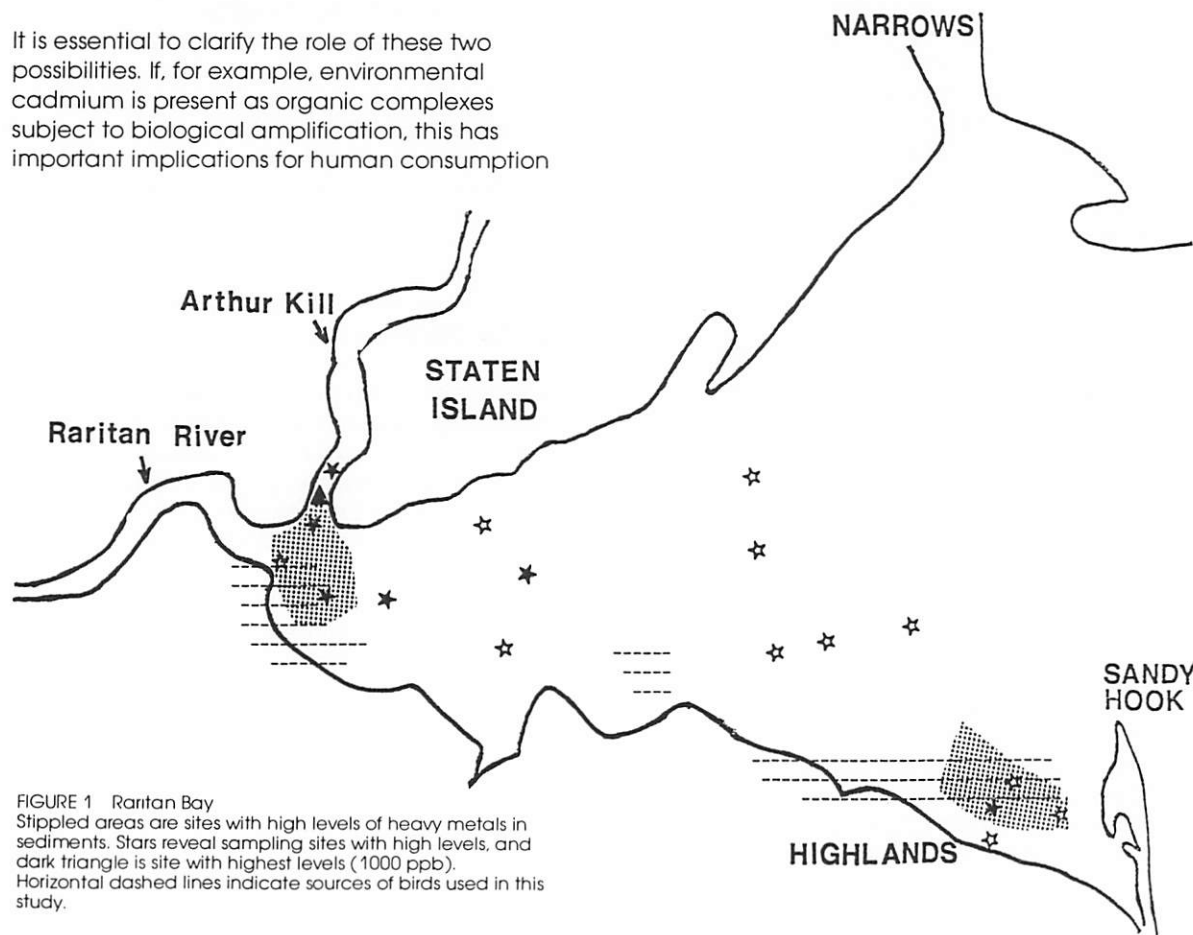 It is essential to clarify the role of these two
possibilities. If, for example, environmental
cadmium is present as organic complexes
subject to biological amplification, this has
important implications for human consumption
NARROWS
Arthur Kill
STATEN
ISLAND
Raritan River
SANDY
HOOK
HIGHLANDS
FIGURE 1 Raritan Bay
Stippled areas are sites with high levels of heavy metals in
sediments. Stars reveal sampling sites with high levels, and
dark triangle is site with highest levels (1000 ppb).
Horizontal dashed lines indicate sources of birds used in this
study.